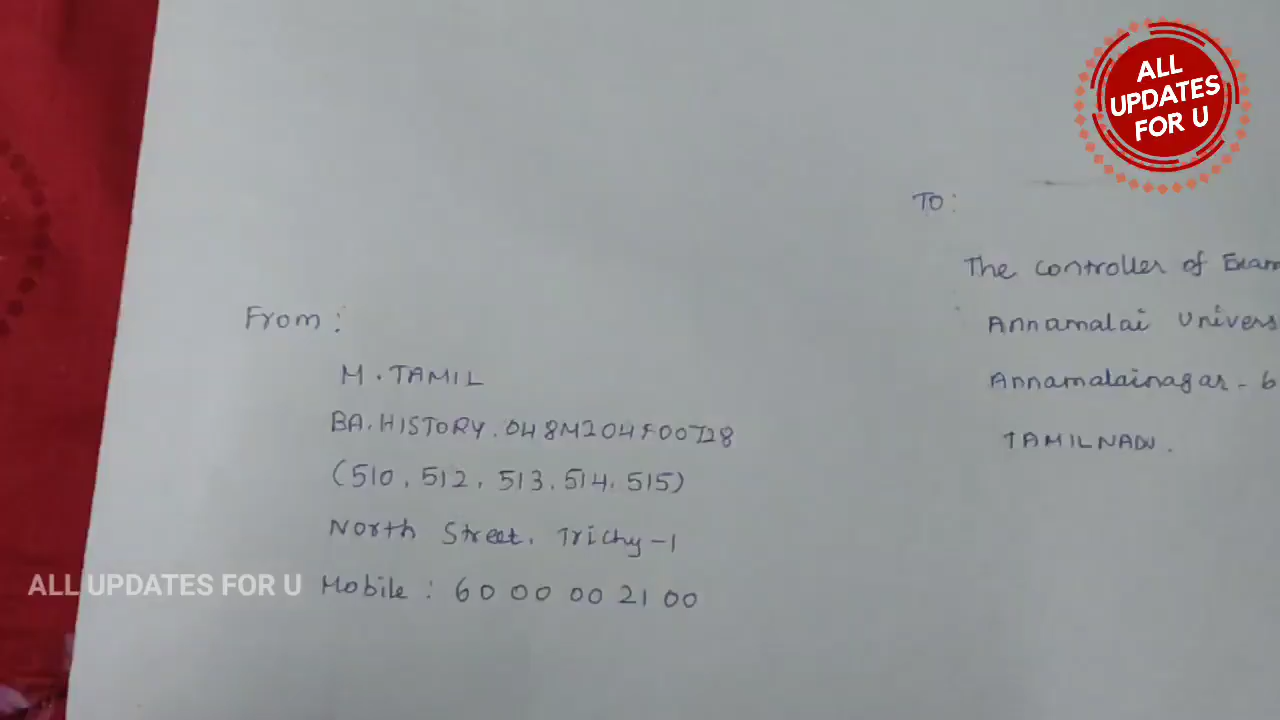 ALL
UPDATES
FOR U
TO:
The controller of Exam
Annamalai Univers
Annamalainagar - 6
TAMILNADU.
From:
M. TAMIL
BA. HISTORY. 048M204F00728
(510, 512, 513, 514, 515)
North Street, Trichy-1
ALL UPDATES FOR U
Mobile: 60 00 00 21 00